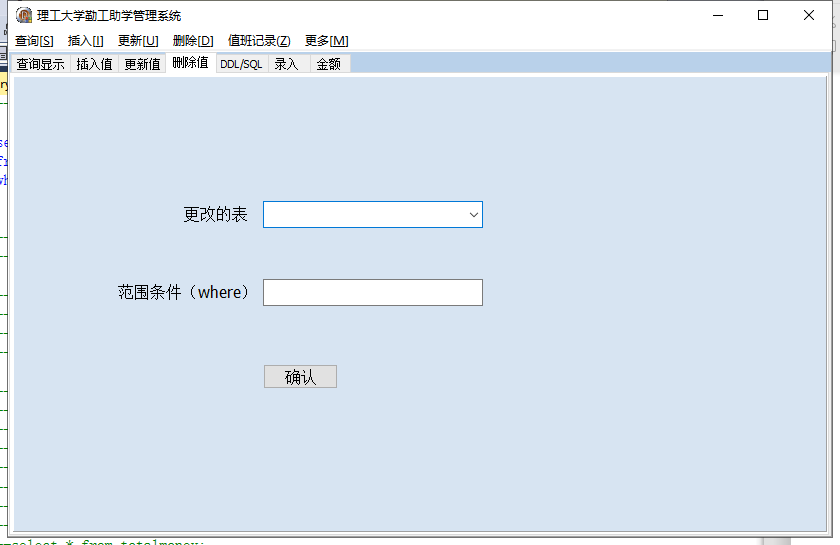 理工大学勤工助学管理系统
查询[S] 插入[I] 更新[U] 删除[D] 值班记录(Z) 更多[M]
查询显示 插入值 更新值 删除值 DDL/SQL 录入 金额
更改的表
范围条件（where）
确认
select * from totalmoney;